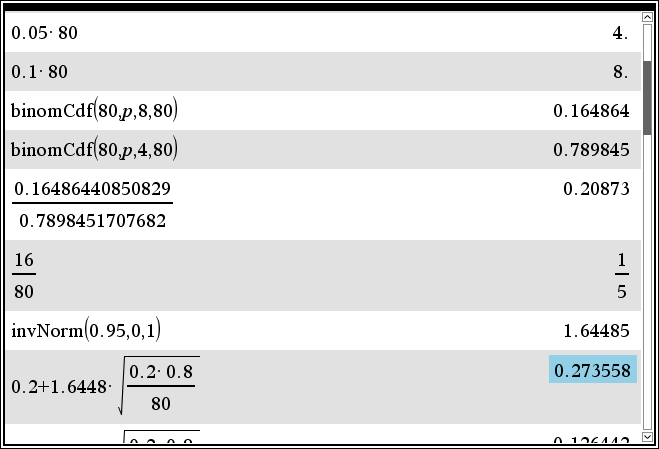 0.05· 80 4.
0.1· 80 8.
binomCdf(80,p,8,80) 0.164864
binomCdf(80,p,4,80) 0.789845
0.16486440850829 0.20873
0.7898451707682
16 1
80 5
invNorm(0.95,0,1) 1.64485
0.2+1.6448· √ 0.2· 0.8 0.273558
80